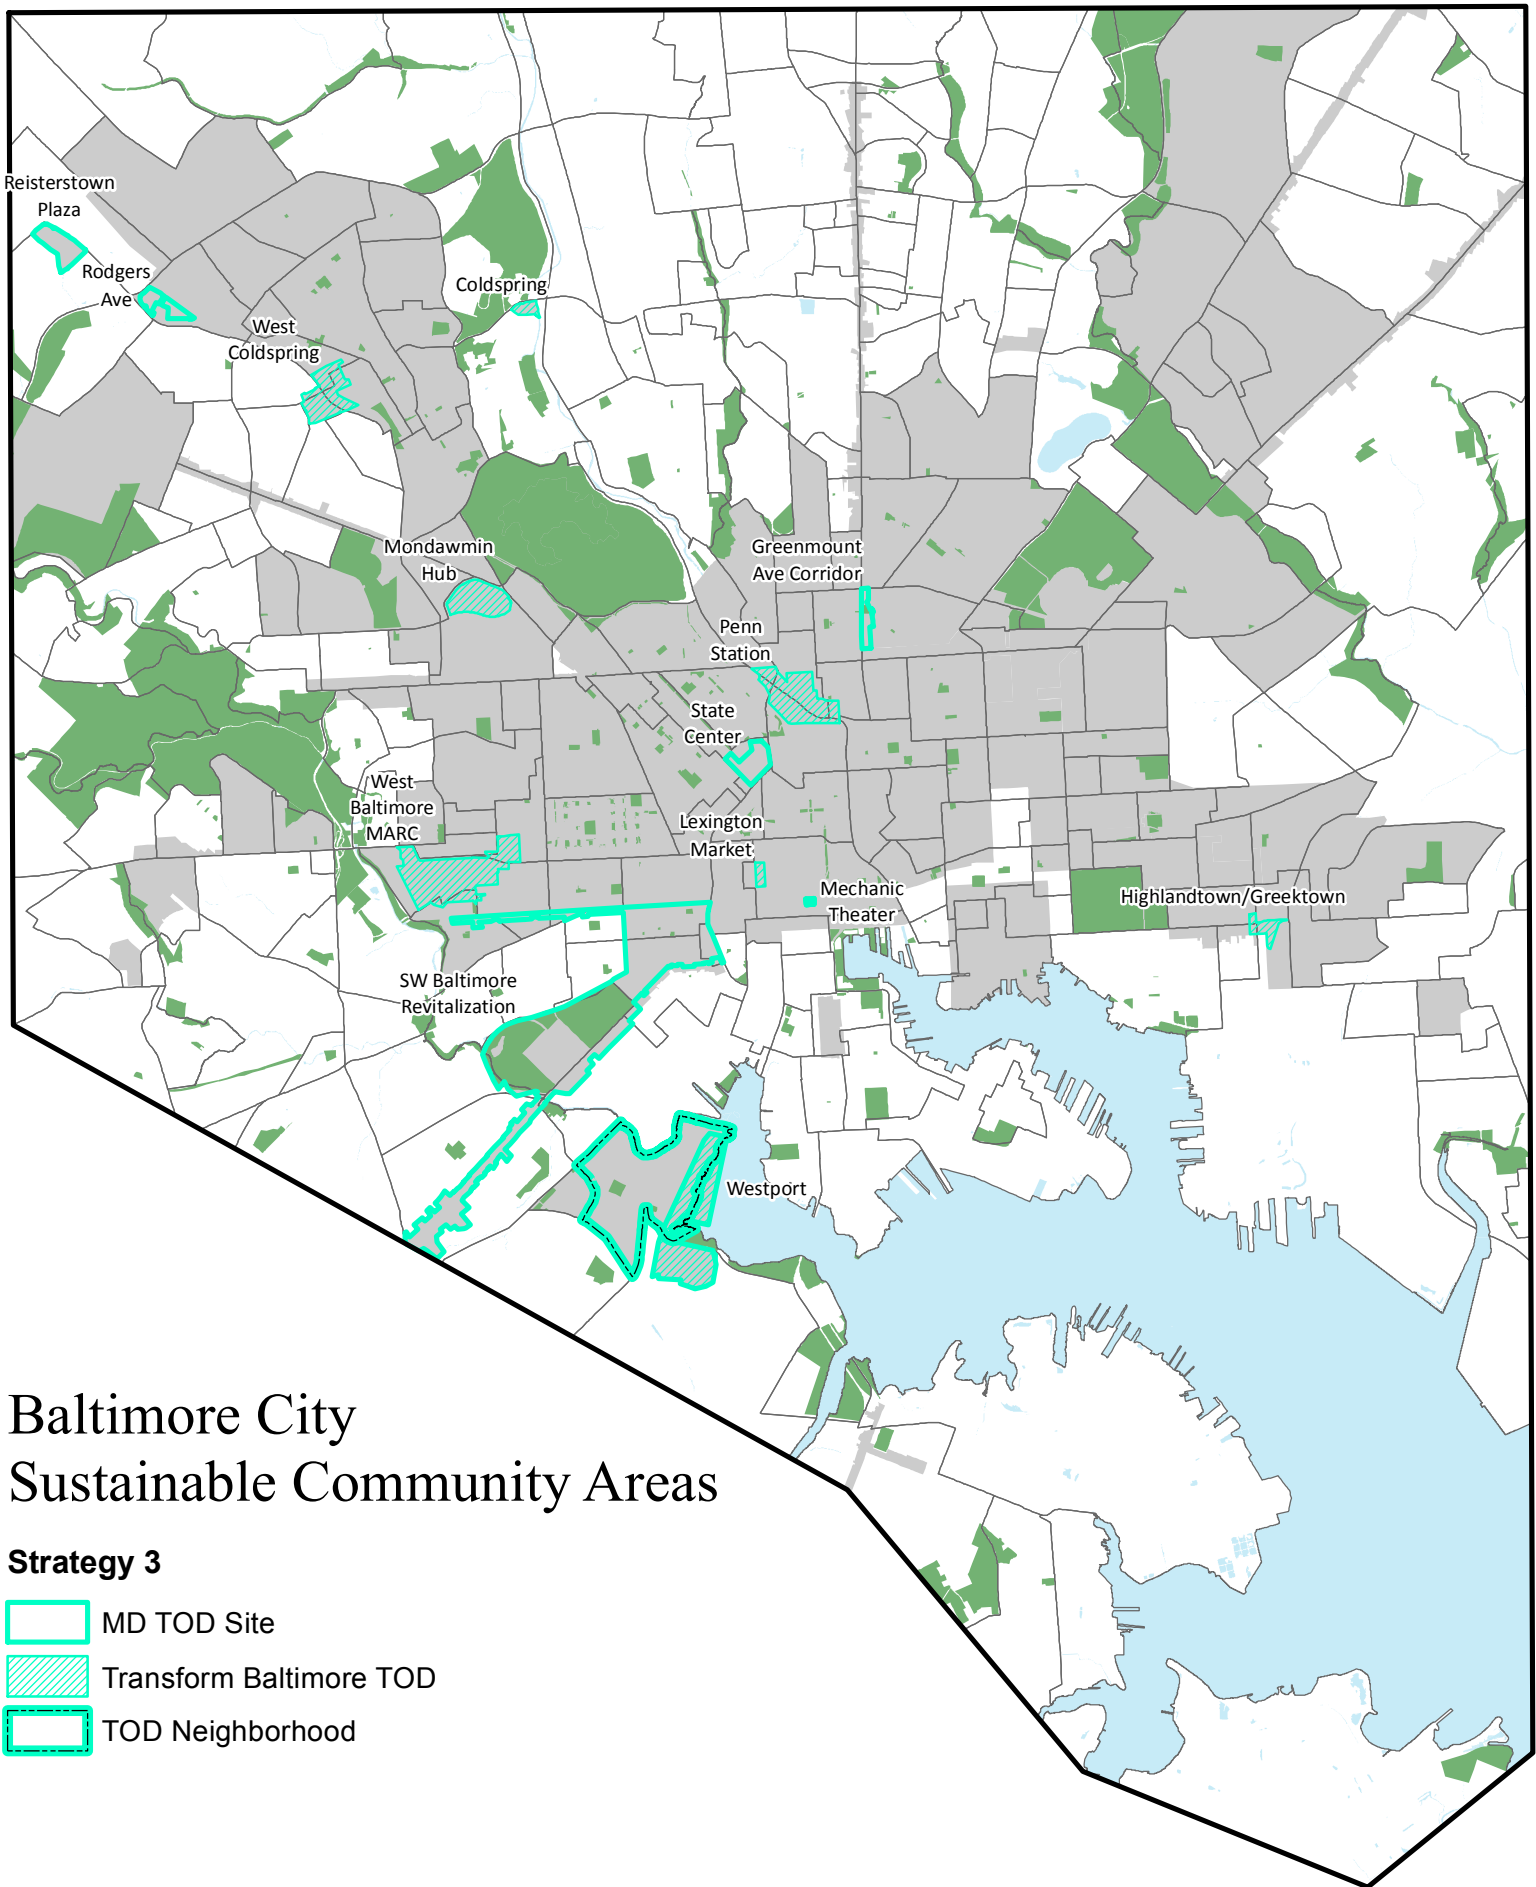 Reisterstown
Plaza
Rodgers
Ave
Coldspring
West
Coldspring
Mondawmin
Hub
Greenmount
Ave Corridor
Penn
Station
State
Center
West
Baltimore
MARC
Lexington
Market
Mechanic
Theater
Highlandtown/Greektown
SW Baltimore
Revitalization
Westport
Baltimore City
Sustainable Community Areas
Strategy 3
MD TOD Site
Transform Baltimore TOD
TOD Neighborhood